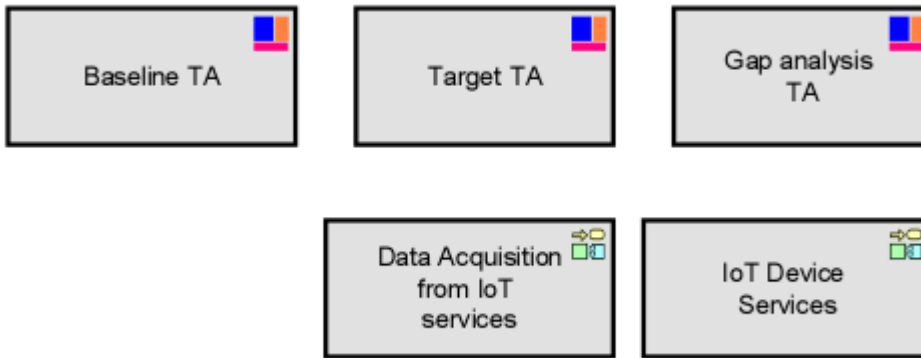 Baseline TA
Target TA
Gap analysis
TA
Data Acquisition
from IoT
services
IoT Device
Services